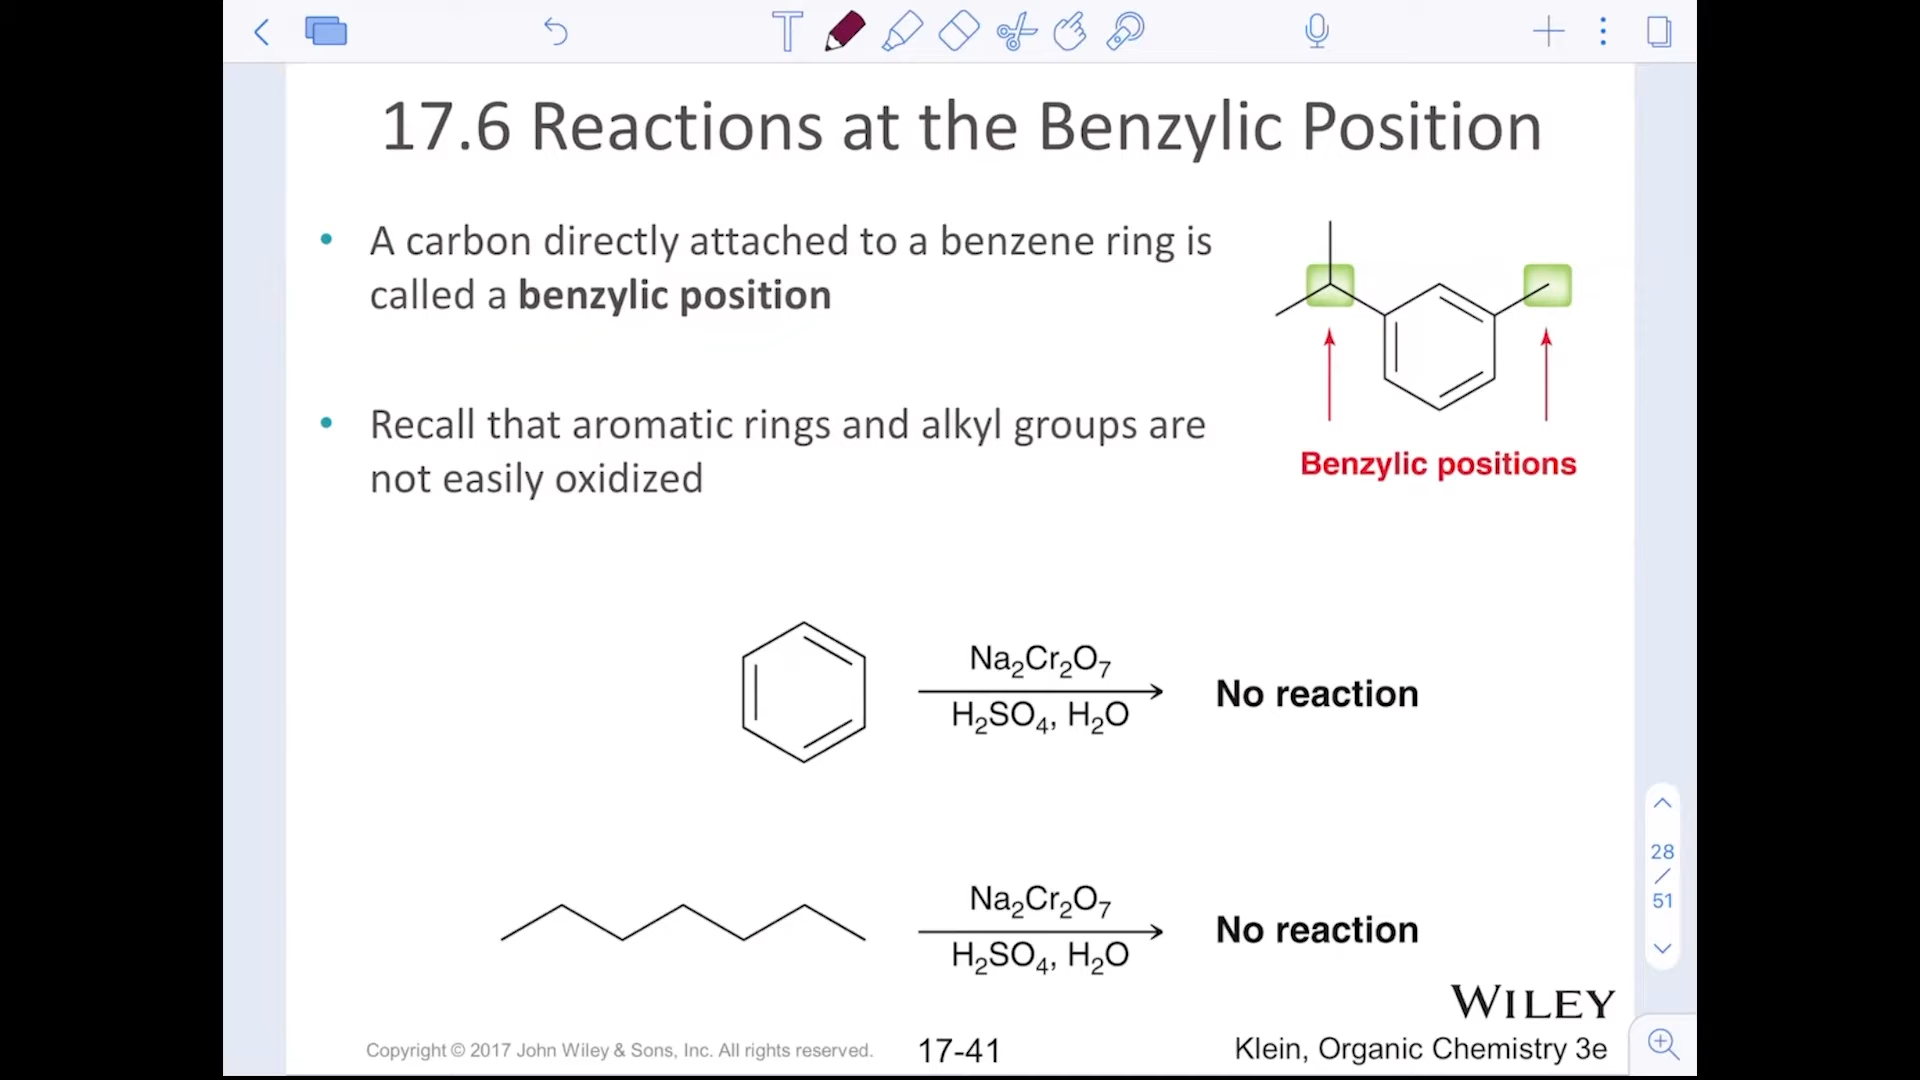 T
17.6 Reactions at the Benzylic Position
• A carbon directly attached to a benzene ring is
called a benzylic position
• Recall that aromatic rings and alkyl groups are
not easily oxidized
Benzylic positions
Na₂Cr₂O₇
H₂SO₄, H₂O
No reaction
Na₂Cr₂O₇
H₂SO₄, H₂O
No reaction
28
/
51
WILEY
Copyright © 2017 John Wiley & Sons, Inc. All rights reserved.
17-41
Klein, Organic Chemistry 3e